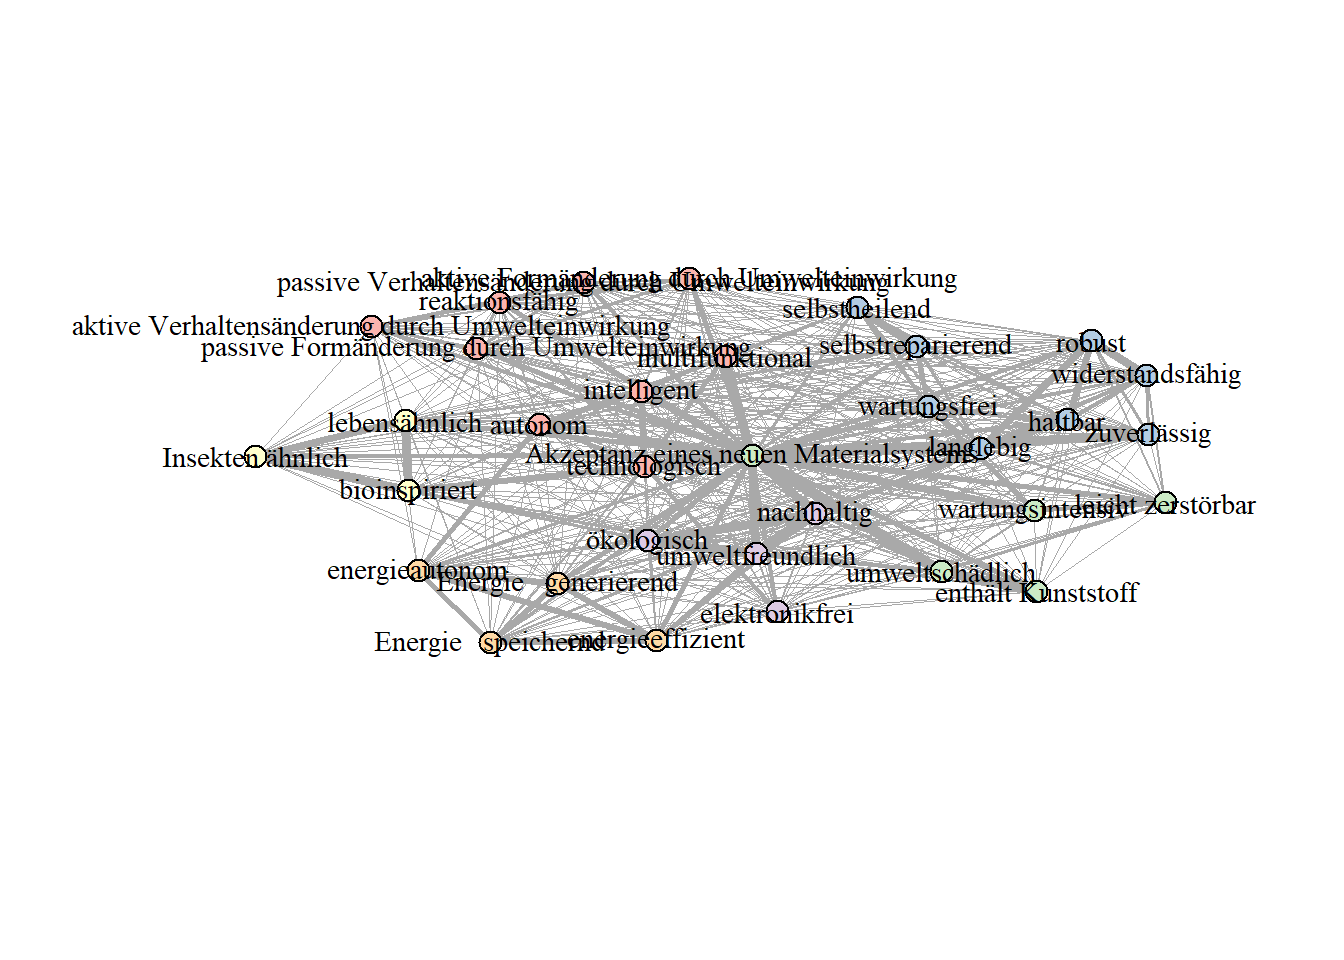 aktive Formänderung durch Umwelteinwirkung
passive Verhaltensänderung durch Umwelteinwirkung
reaktionsfähig
selbstheilend
aktive Verhaltensänderung durch Umwelteinwirkung
passive Formänderung durch Umwelteinwirkung
selbstreparierend
robust
multifunktional
widerstandsfähig
intelligent
wartungsfrei
lebensähnlich
autonom
haltbar
zuverlässig
langlebig
Insekten ähnlich
Akzeptanz eines neuen Materialsystems
technologisch
bioinspiriert
leicht zerstörbar
wartungsintensiv
nachhaltig
ökologisch
umweltfreundlich
energieautonom
umweltschädlich
Energie generierend
enthält Kunststoff
elektronikfrei
Energie speichernd
energieeffizient